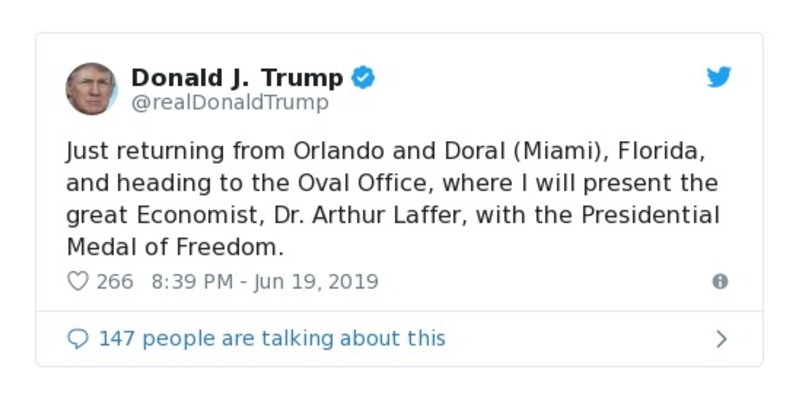 Donald J. Trump
@realDonaldTrump
Just returning from Orlando and Doral (Miami), Florida,
and heading to the Oval Office, where I will present the
great Economist, Dr. Arthur Laffer, with the Presidential
Medal of Freedom.
266 8:39 PM - Jun 19, 2019
147 people are talking about this